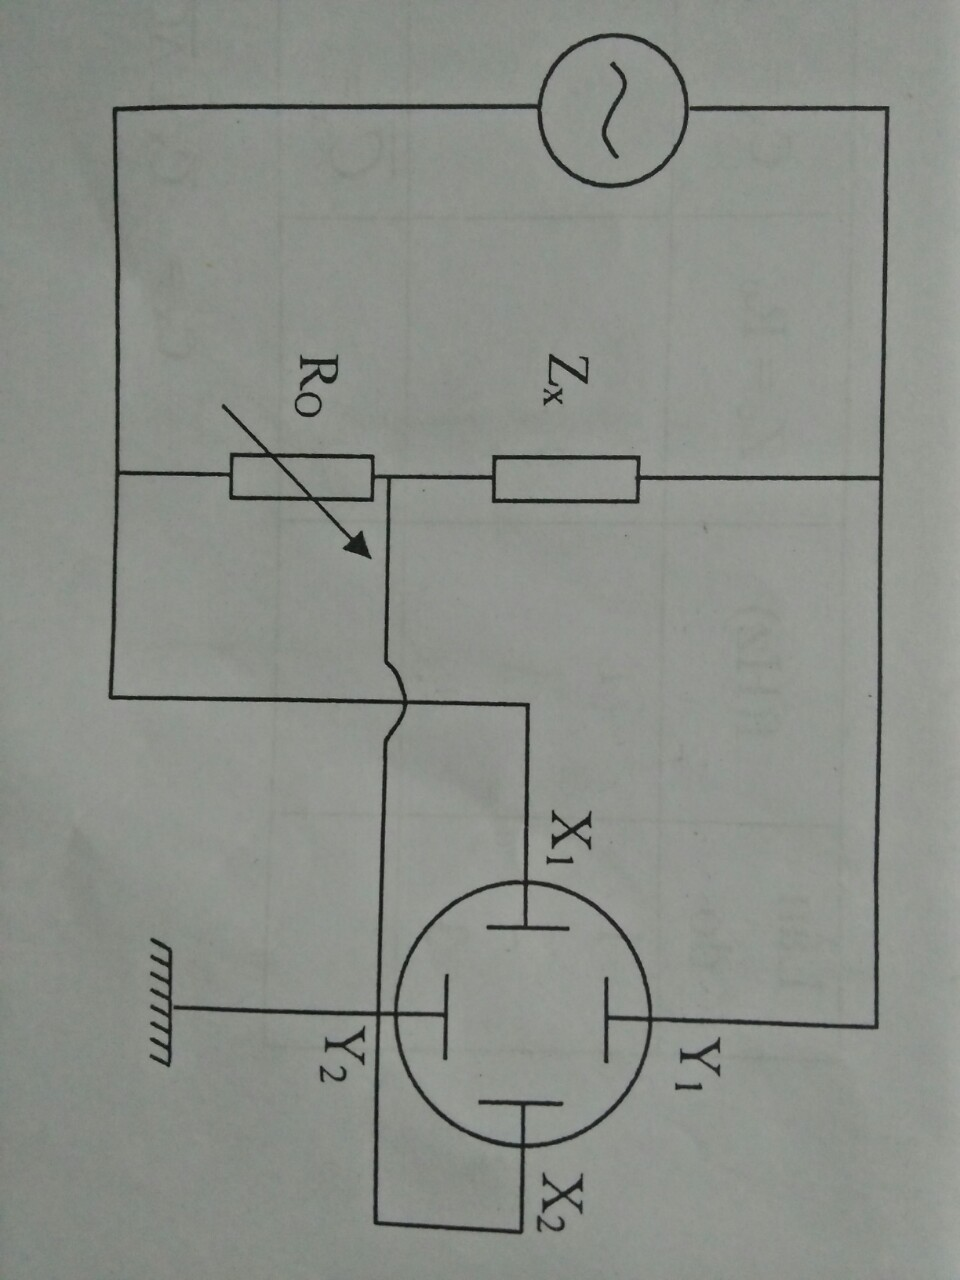 Zₓ
R₀
X₁
Y₁
Y₂
X₂